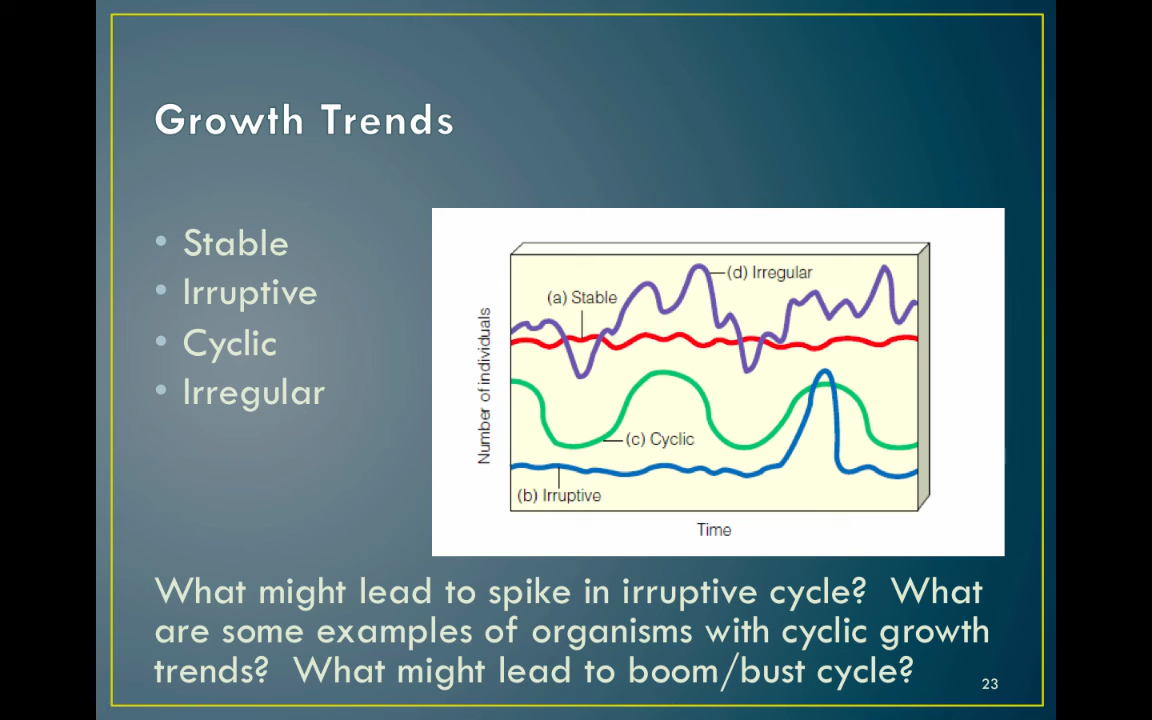 Growth Trends
• Stable
• Irruptive
• Cyclic
• Irregular
(d) Irregular
(a) Stable
(c) Cyclic
(b) Irruptive
Number of individuals
Time
What might lead to spike in irruptive cycle?  What
are some examples of organisms with cyclic growth
trends?  What might lead to boom/bust cycle?
23